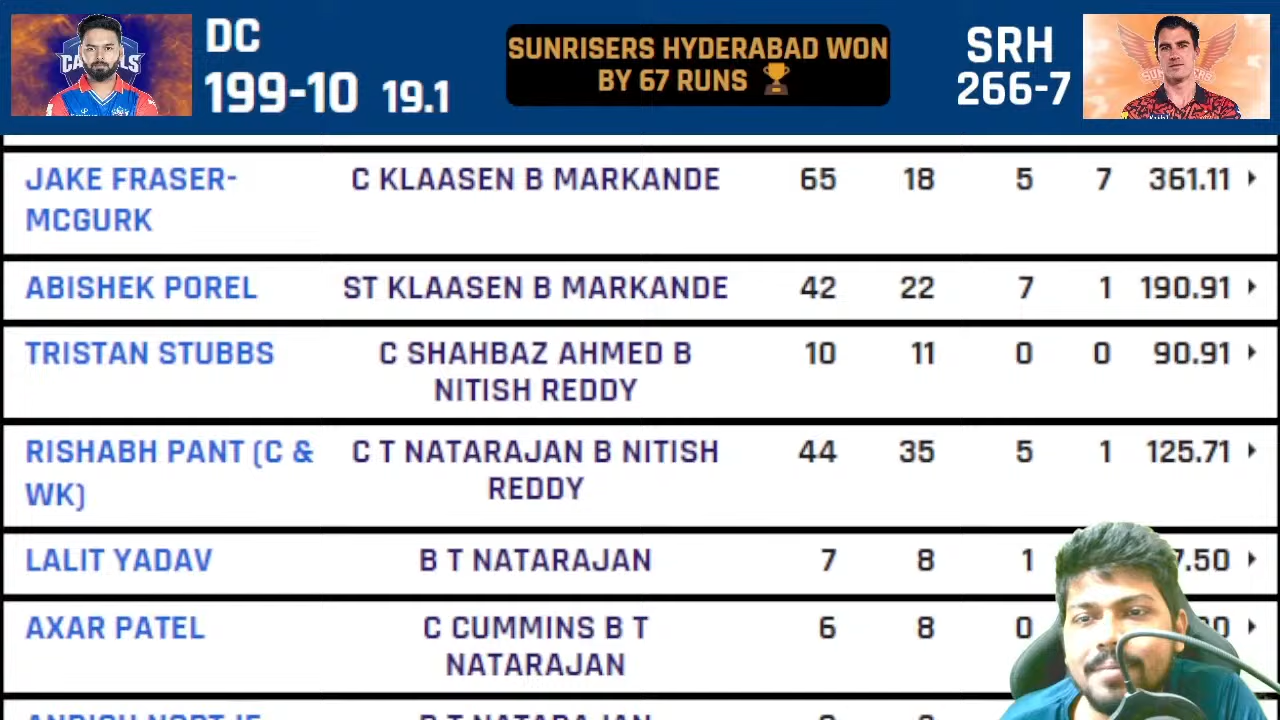 DC
199-10 19.1
SUNRISERS HYDERABAD WON
BY 67 RUNS
SRH
266-7
JAKE FRASER-
MCGURK
C KLAASEN B MARKANDE
65 18 5 7 361.11
ABISHEK POREL
ST KLAASEN B MARKANDE
42 22 7 1 190.91
TRISTAN STUBBS
C SHAHBAZ AHMED B
NITISH REDDY
10 11 0 0 90.91
RISHABH PANT (C &
WK)
C T NATARAJAN B NITISH
REDDY
44 35 5 1 125.71
LALIT YADAV
B T NATARAJAN
7 8 1 7.50
AXAR PATEL
C CUMMINS B T
NATARAJAN
6 8 0
B T NATARAJAN